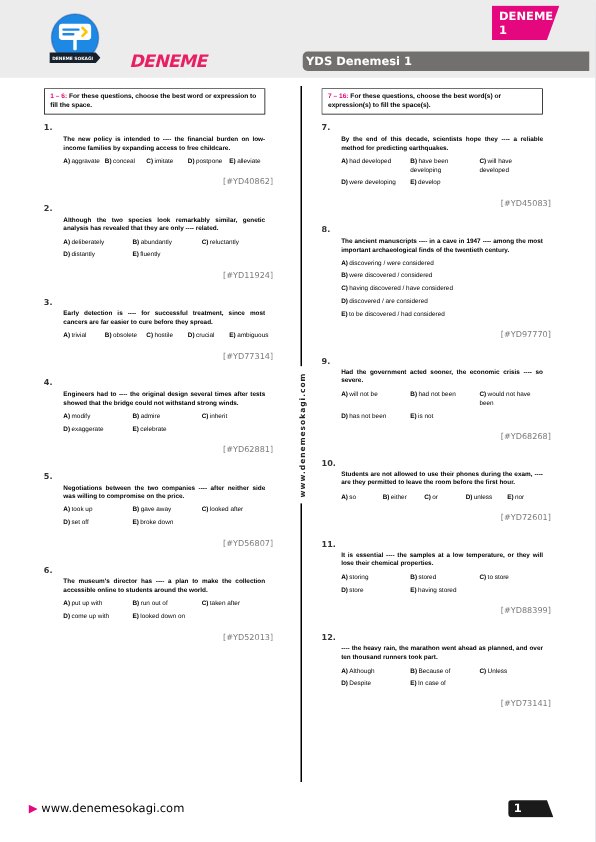 DENEME SOKAĞI
DENEME
YDS Denemesi 1
DENEME
1
1 – 6: For these questions, choose the best word or expression to
fill the space.
1.
The new policy is intended to ---- the financial burden on low-
income families by expanding access to free childcare.
A) aggravate B) conceal C) imitate D) postpone E) alleviate
[#YD40862]
2.
Although the two species look remarkably similar, genetic
analysis has revealed that they are only ---- related.
A) deliberately B) abundantly C) reluctantly
D) distantly E) fluently
[#YD11924]
3.
Early detection is ---- for successful treatment, since most
cancers are far easier to cure before they spread.
A) trivial B) obsolete C) hostile D) crucial E) ambiguous
[#YD77314]
4.
Engineers had to ---- the original design several times after tests
showed that the bridge could not withstand strong winds.
A) modify B) admire C) inherit
D) exaggerate E) celebrate
[#YD62881]
5.
Negotiations between the two companies ---- after neither side
was willing to compromise on the price.
A) took up B) gave away C) looked after
D) set off E) broke down
[#YD56807]
6.
The museum's director has ---- a plan to make the collection
accessible online to students around the world.
A) put up with B) run out of C) taken after
D) come up with E) looked down on
[#YD52013]
www.denemesokagi.com
7 – 16: For these questions, choose the best word(s) or
expression(s) to fill the space(s).
7.
By the end of this decade, scientists hope they ---- a reliable
method for predicting earthquakes.
A) had developed B) have been C) will have
developing developed
D) were developing E) develop
[#YD45083]
8.
The ancient manuscripts ---- in a cave in 1947 ---- among the most
important archaeological finds of the twentieth century.
A) discovering / were considered
B) were discovered / considered
C) having discovered / have considered
D) discovered / are considered
E) to be discovered / had considered
[#YD97770]
9.
Had the government acted sooner, the economic crisis ---- so
severe.
A) will not be B) had not been C) would not have
been
D) has not been E) is not
[#YD68268]
10.
Students are not allowed to use their phones during the exam, ----
are they permitted to leave the room before the first hour.
A) so B) either C) or D) unless E) nor
[#YD72601]
11.
It is essential ---- the samples at a low temperature, or they will
lose their chemical properties.
A) storing B) stored C) to store
D) store E) having stored
[#YD88399]
12.
---- the heavy rain, the marathon went ahead as planned, and over
ten thousand runners took part.
A) Although B) Because of C) Unless
D) Despite E) In case of
[#YD73141]
www.denemesokagi.com
1